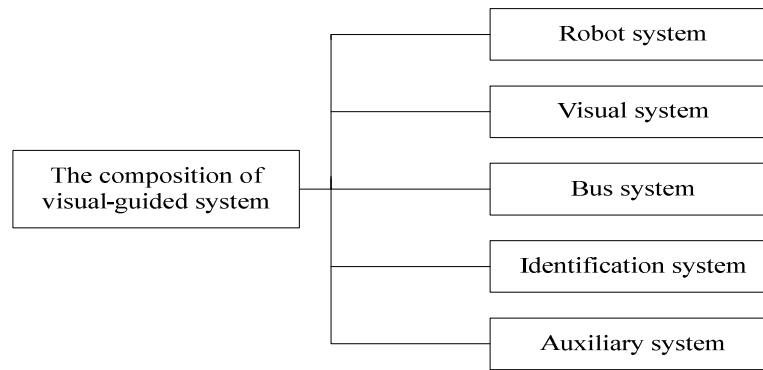 Robot system
Visual system
The composition of
visual-guided system
Bus system
Identification system
Auxiliary system